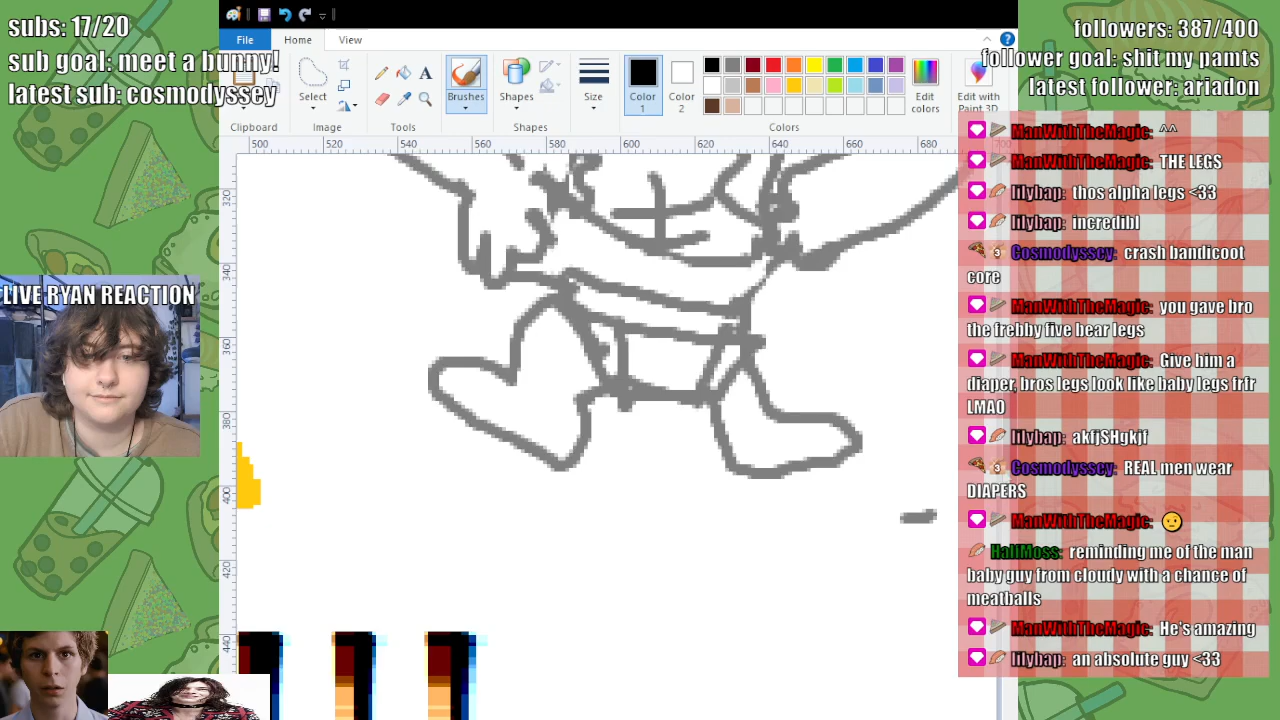 subs: 17/20
sub goal: meet a bunny!
latest sub: cosmodyssey
followers: 387/400
follower goal: shit my pamts
latest follower: ariadon
File
Home
View
Select
Brushes
Shapes
Size
Color
1
Color
2
Edit
colors
Edit with
Paint 3D
Clipboard
Image
Tools
Shapes
Colors
500
520
540
560
580
600
620
640
660
680
320
340
360
380
400
420
440
LIVE RYAN REACTION
ManWithTheMagic: ^^
ManWithTheMagic: THE LEGS
lilybap: thos alpha legs <33
lilybap: incredibl
Cosmodyssey: crash bandicoot
core
ManWithTheMagic: you gave bro
the frebby five bear legs
ManWithTheMagic: Give him a
diaper, bros legs look like baby legs irfr
LMAO
lilybap: akfjSHgkjf
Cosmodyssey: REAL men wear
DIAPERS
ManWithTheMagic:
HallMoss: reminding me of the man
baby guy from cloudy with a chance of
meatballs
ManWithTheMagic: He's amazing
lilybap: an absolute guy <33